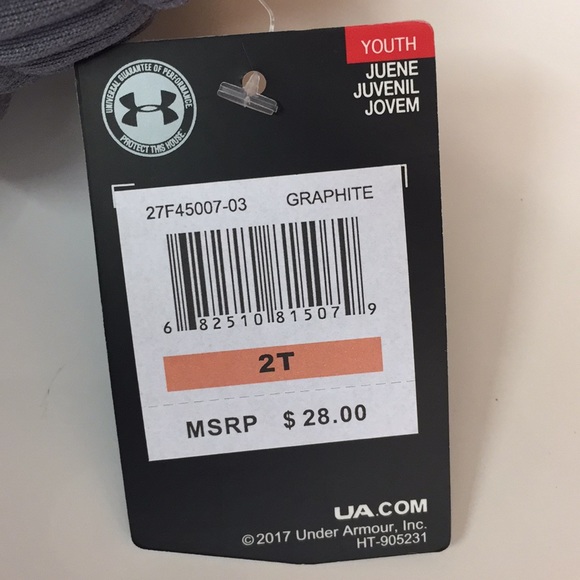 YOUTH
JUENE
JUVENIL
JOVEM
UNIVERSAL GUARANTEE OF PERFORMANCE
PROTECT THIS HOUSE.
27F45007-03 GRAPHITE
6 82510 81507 9
2T
MSRP $ 28.00
UA.COM
©2017 Under Armour, Inc.
HT-905231